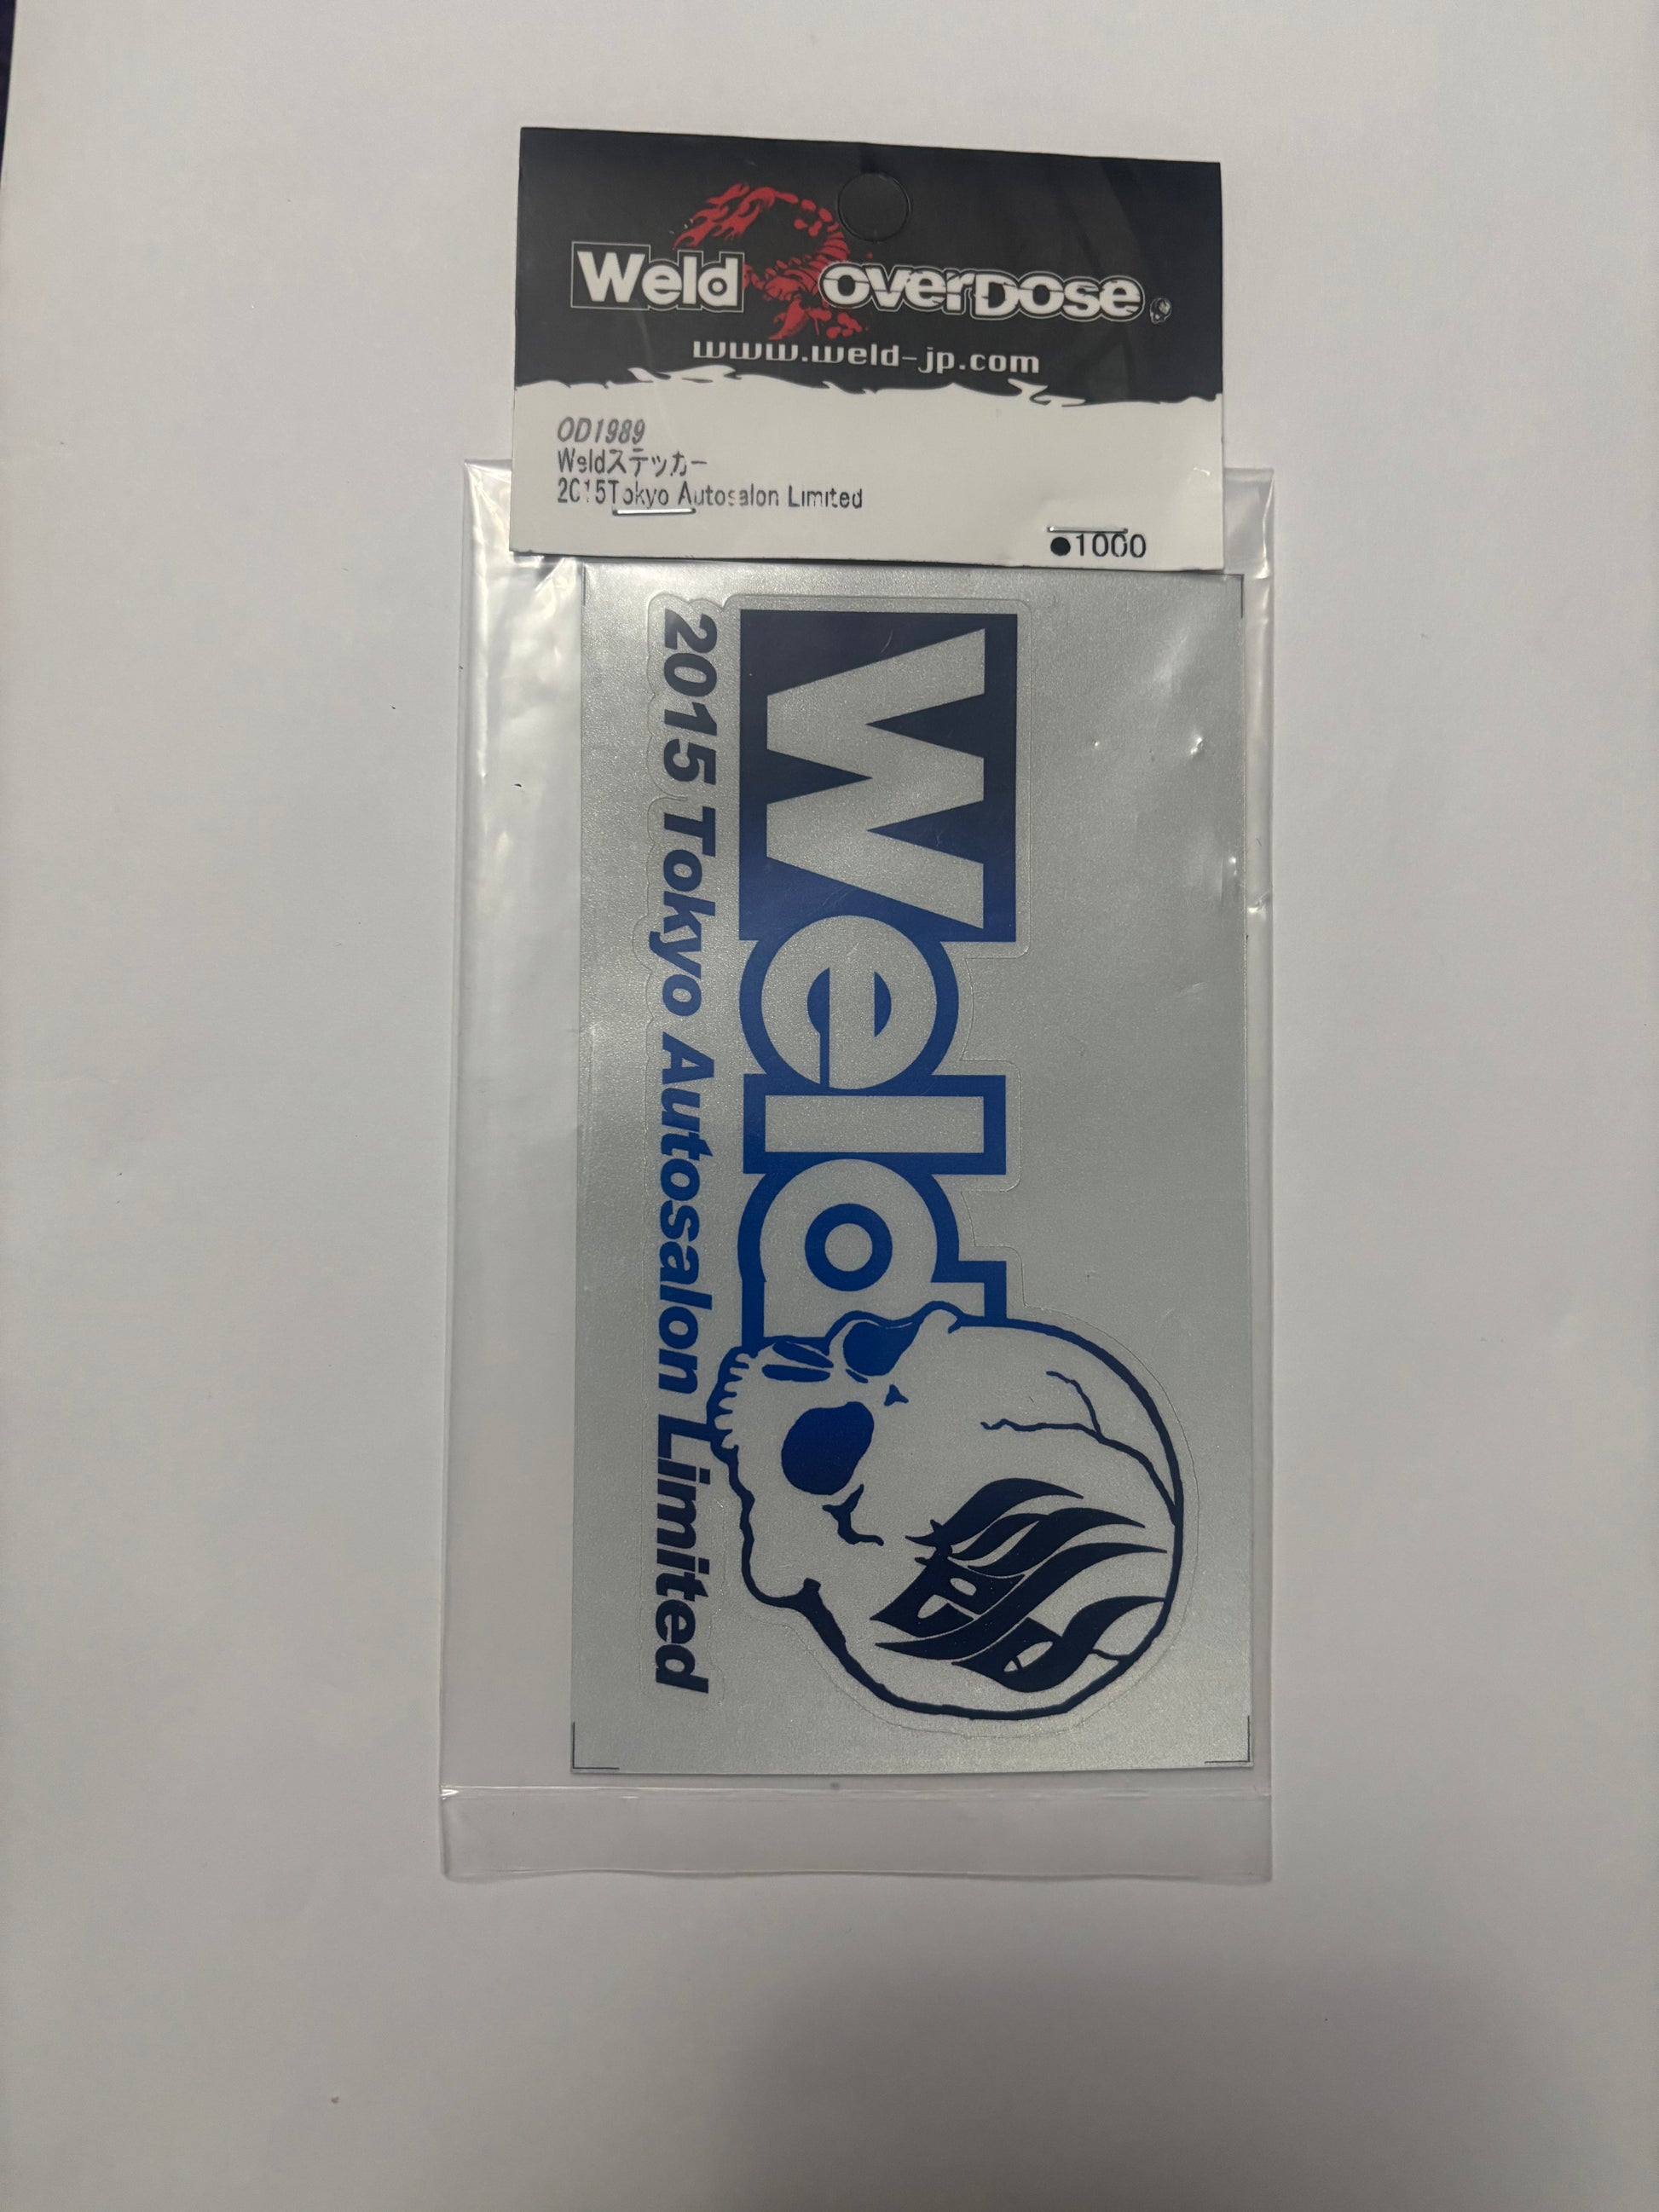 Weld overDose
www.weld-jp.com
OD1989
Weldステッカー
2015Tokyo Autosalon Limited
●1000
Weld
2015 Tokyo Autosalon Limited